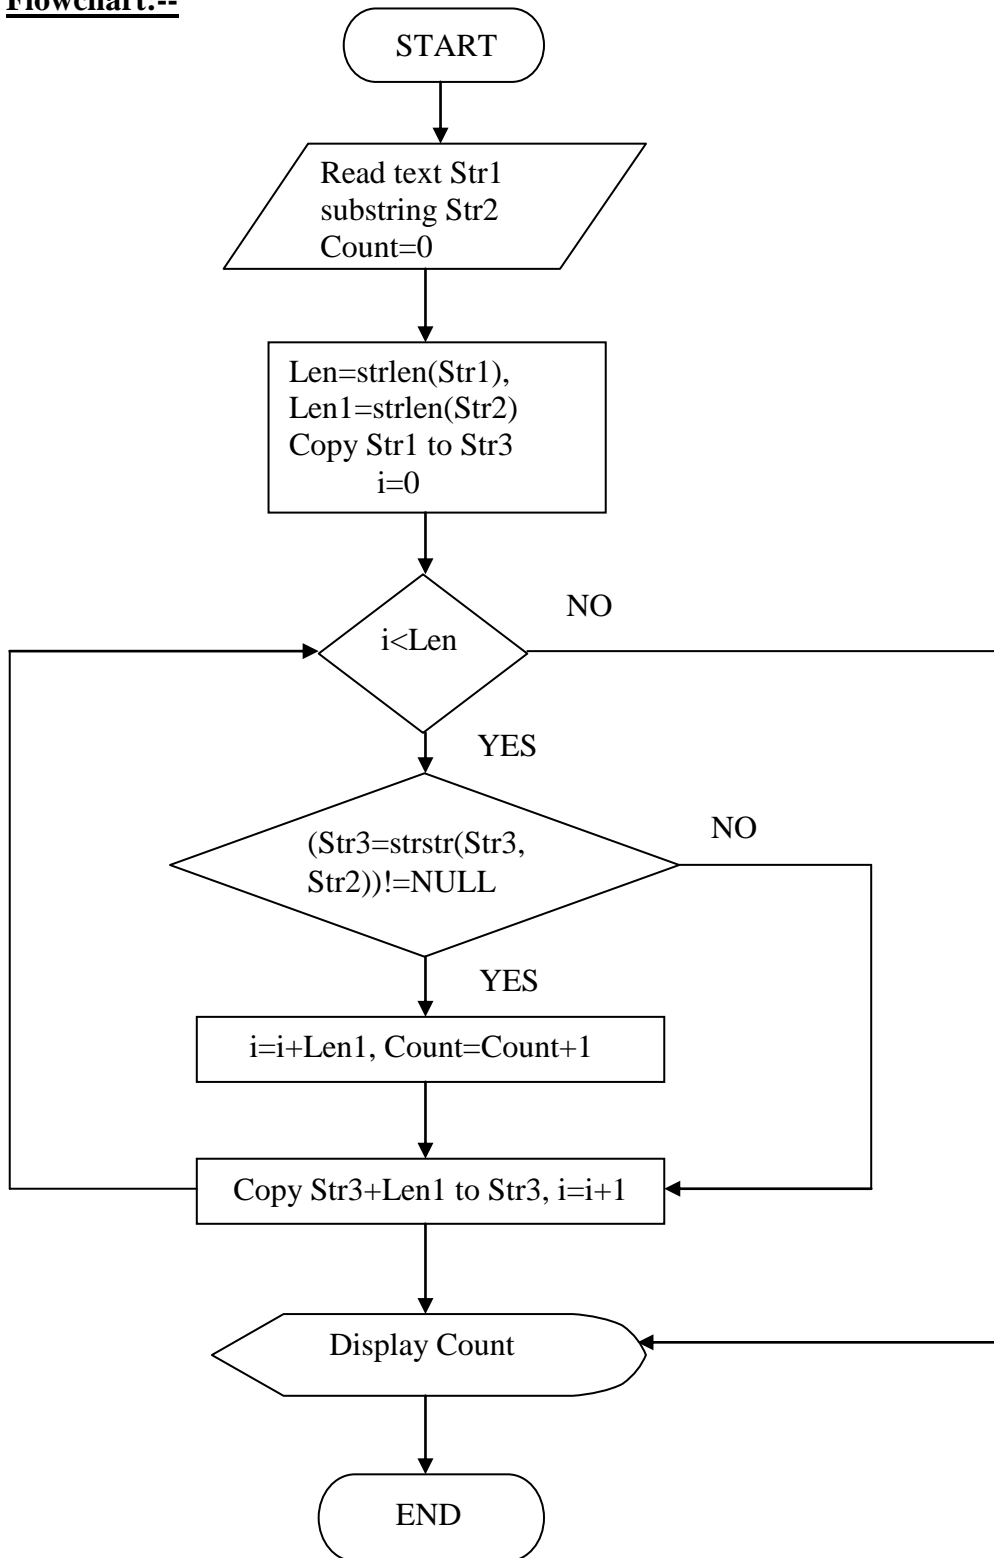 Flowchart:--
START
Read text Str1
substring Str2
Count=0
Len=strlen(Str1),
Len1=strlen(Str2)
Copy Str1 to Str3
i=0
NO
i<Len
YES
NO
(Str3=strstr(Str3,
Str2))!=NULL
YES
i=i+Len1, Count=Count+1
Copy Str3+Len1 to Str3, i=i+1
Display Count
END